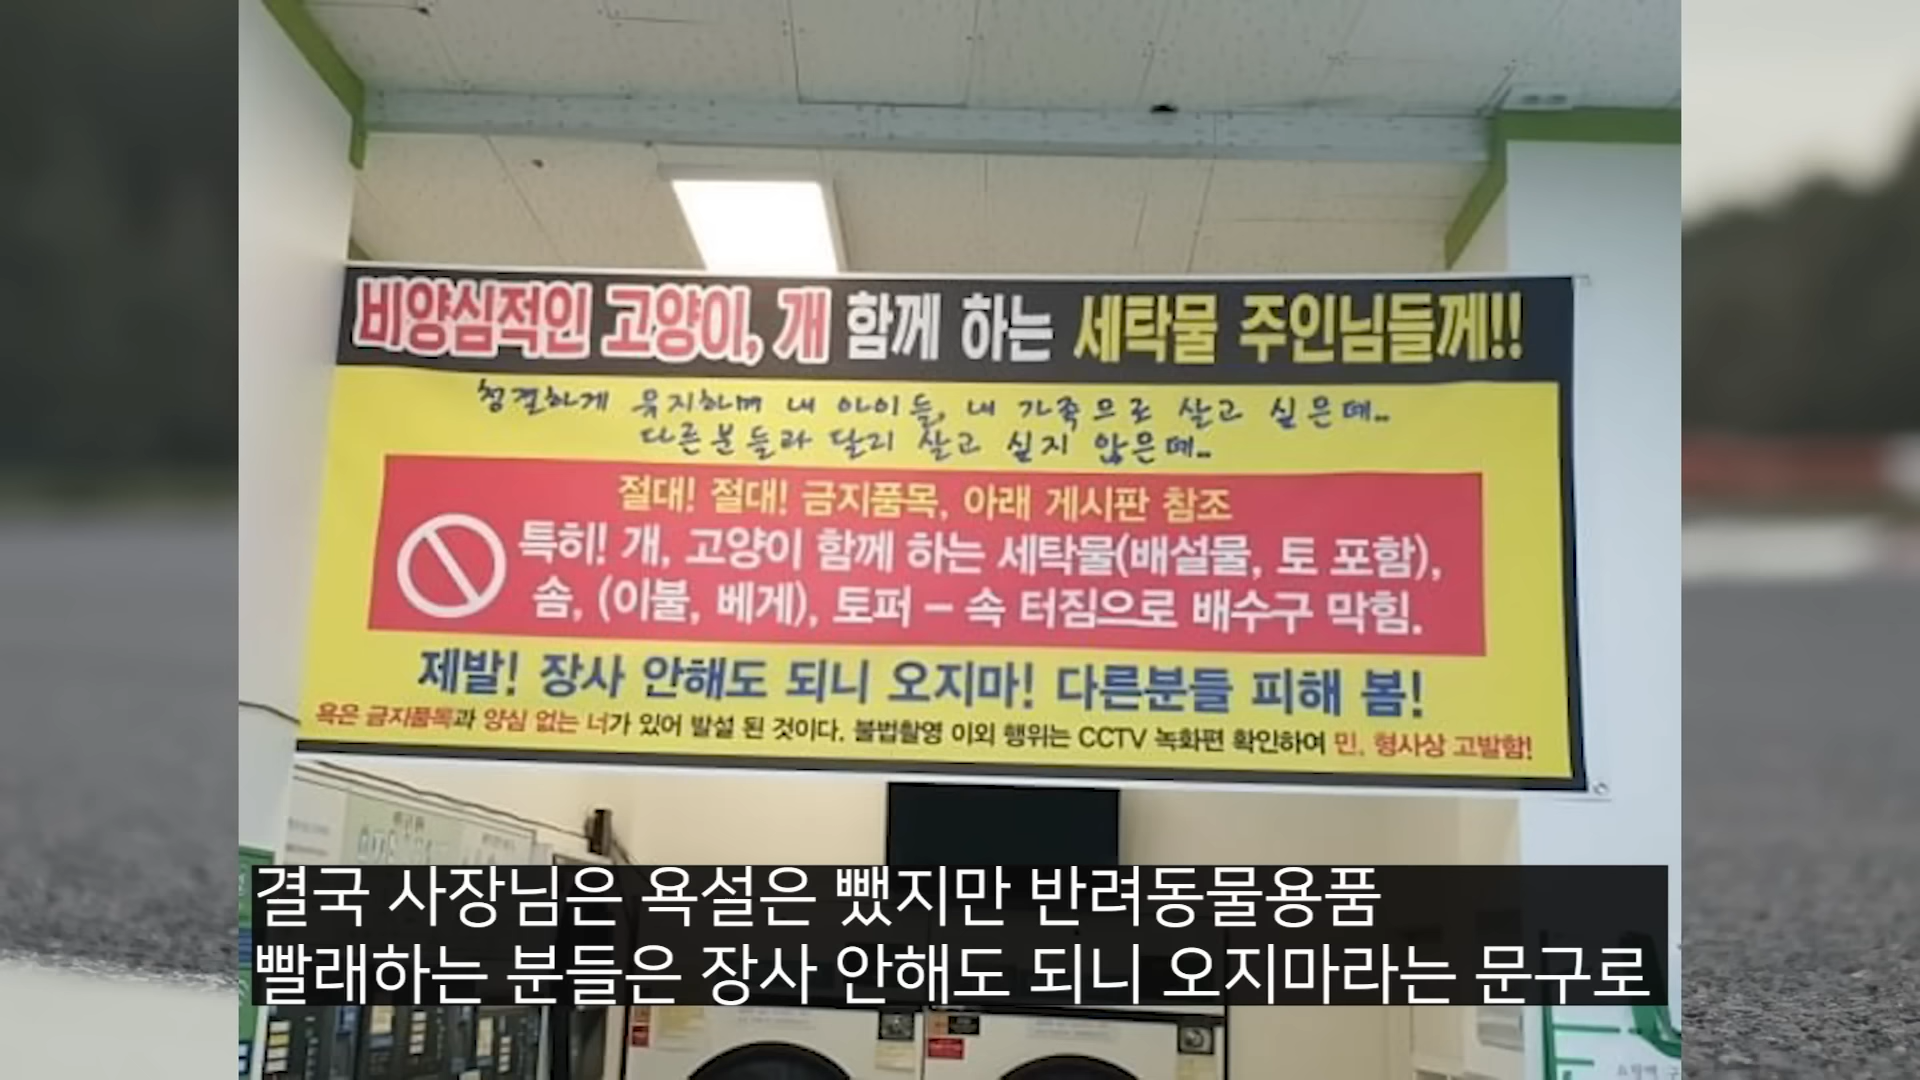 비양심적인 고양이, 개 함께 하는 세탁물 주인님들께!!
청결하게 유지하며 내 아이들, 내 가족으로 살고 싶은데..
다른분들과 달리 살고 싶지 않은데..
절대! 절대! 금지품목, 아래 게시판 참조
특히! 개, 고양이 함께 하는 세탁물(배설물, 토 포함),
솜, (이불, 베게), 토퍼 – 속 터짐으로 배수구 막힘.
제발! 장사 안해도 되니 오지마! 다른분들 피해 봄!
욕은 금지품목과 양심 없는 너가 있어 발설 된 것이다. 불법촬영 이외 행위는 CCTV 녹화편 확인하여 민, 형사상 고발함!
결국 사장님은 욕설은 뺐지만 반려동물용품
빨래하는 분들은 장사 안해도 되니 오지마라는 문구로